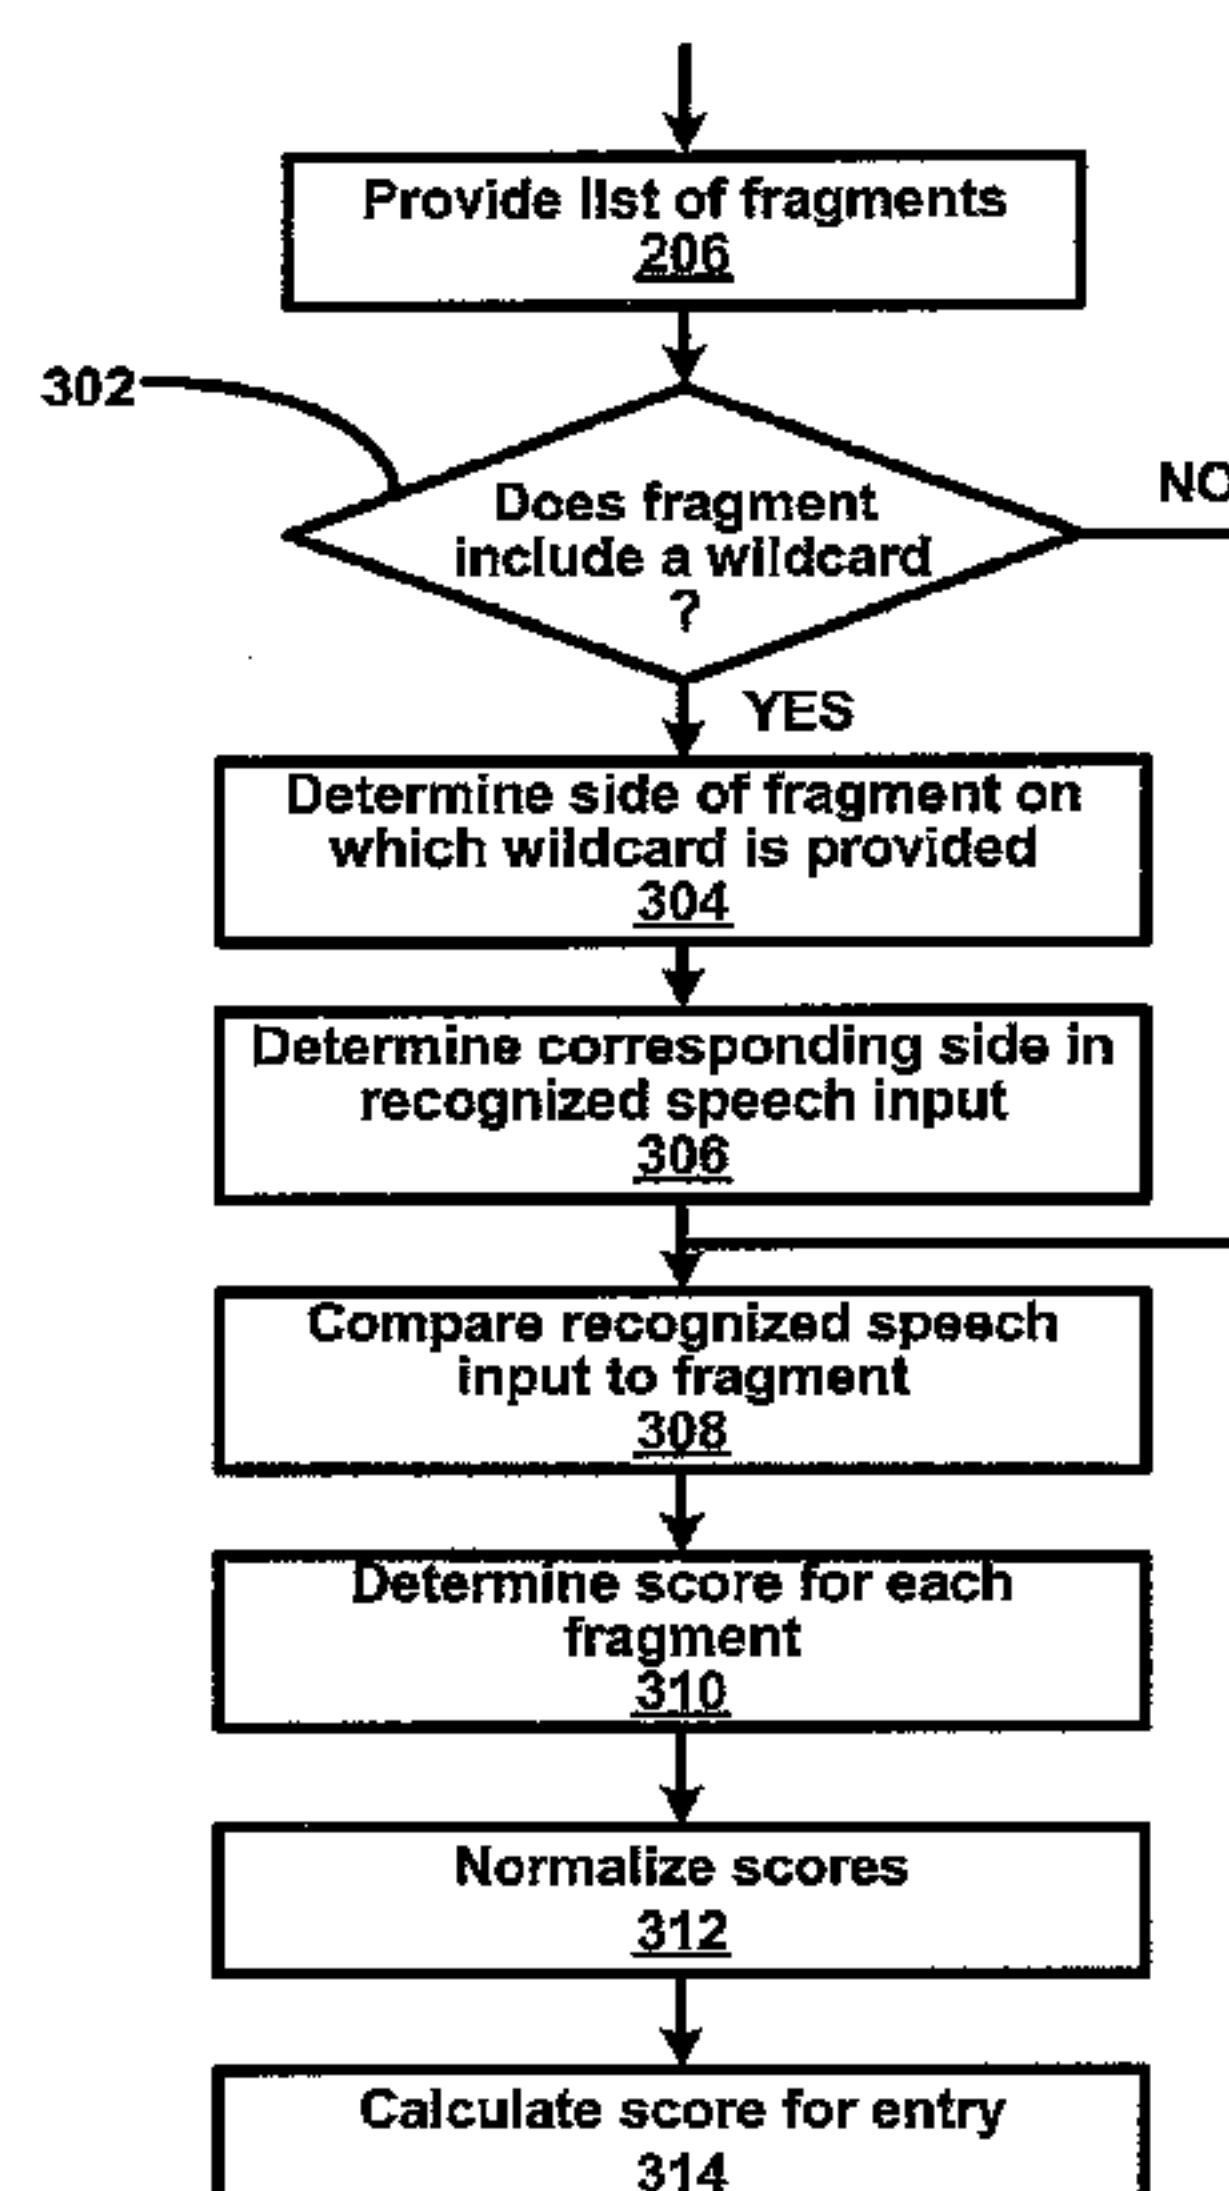 Provide list of fragments
206
302
Does fragment
NO
include a wildcard
?
YES
Determine side of fragment on
which wildcard is provided
304
Determine corresponding side in
recognized speech input
306
Compare recognized speech
input to fragment
308
Determine score for each
fragment
310
Normalize scores
312
Calculate score for entry
314